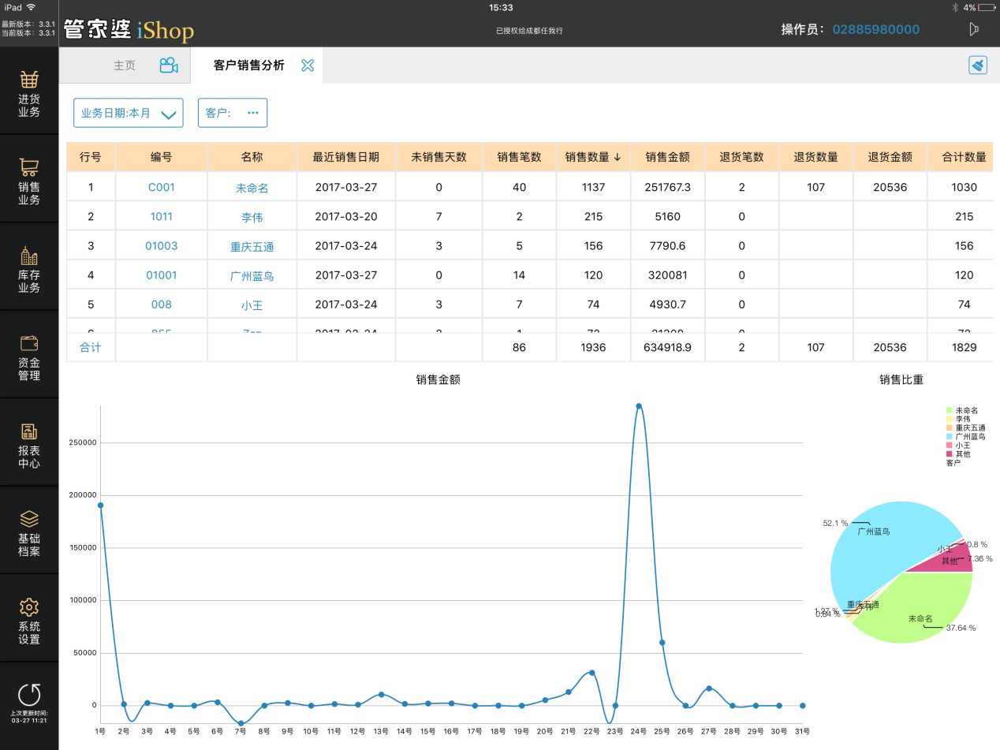 iPad
15:33
4%
最新版本: 3.3.1
当前版本: 3.3.1
管家婆 iShop
已授权给成都任我行
操作员: 02885980000
主页
客户销售分析
业务日期:本月
客户:
进货
业务
销售
业务
库存
业务
资金
管理
报表
中心
基础
档案
系统
设置
上次更新时间:
03-27 11:21
行号 编号 名称 最近销售日期 未销售天数 销售笔数 销售数量↓ 销售金额 退货笔数 退货数量 退货金额 合计数量
1 C001 未命名 2017-03-27 0 40 1137 251767.3 2 107 20536 1030
2 1011 李伟 2017-03-20 7 2 215 5160 0 215
3 01003 重庆五通 2017-03-24 3 5 156 7790.6 0 156
4 01001 广州蓝鸟 2017-03-27 0 14 120 320081 0 120
5 008 小王 2017-03-24 3 7 74 4930.7 0 74
合计 86 1936 634918.9 2 107 20536 1829
销售金额
250000
200000
150000
100000
50000
0
1号 2号 3号 4号 5号 6号 7号 8号 9号 10号 11号 12号 13号 14号 15号 16号 17号 18号 19号 20号 21号 22号 23号 24号 25号 26号 27号 28号 29号 30号 31号
销售比重
未命名
李伟
重庆五通
广州蓝鸟
小王
其他
客户
52.1 %
广州蓝鸟
小王
0.8 %
其他
7.36 %
重庆五通
李伟
1.27 %
0.84 %
未命名
37.64 %